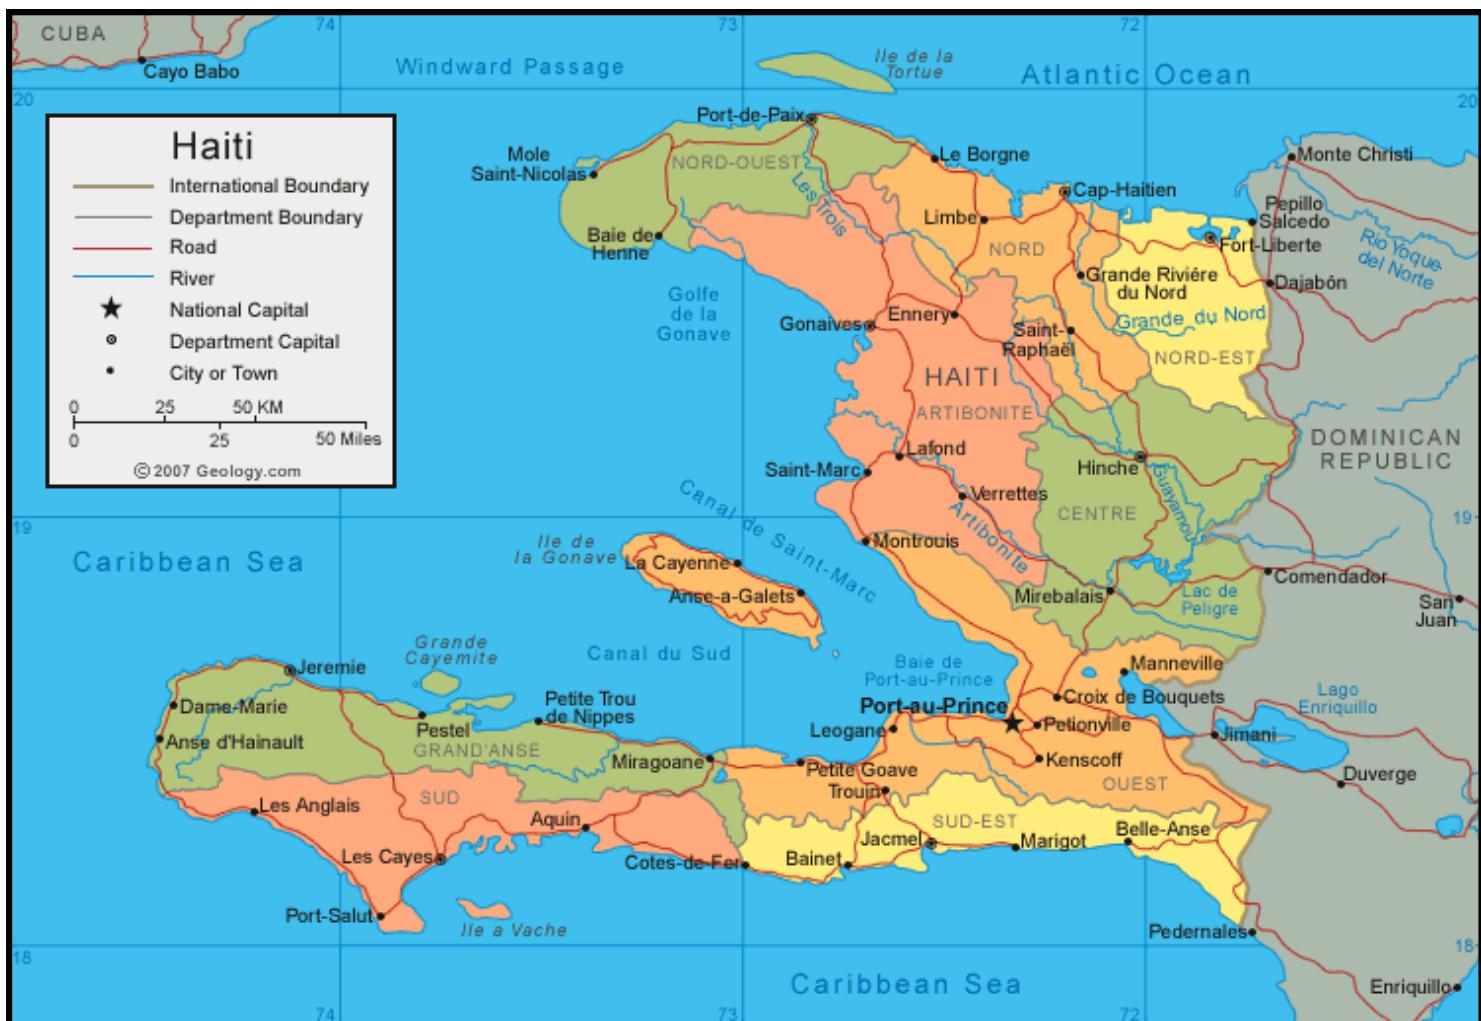 74
73
72
CUBA
Cayo Babo
Windward Passage
Ile de la
Tortue
Atlantic Ocean
20
20
Haiti
International Boundary
Department Boundary
Road
River
National Capital
Department Capital
City or Town
0 25 50 KM
0 25 50 Miles
©2007 Geology.com
Port-de-Paix
Mole
Saint-Nicolas
NORD-OUEST
Le Borgne
Monte Christi
Les Trois
Cap-Haitien
Limbe
Pepillo
Salcedo
Baie de
Henne
NORD
Fort-Liberte
Rio Yoque
del Norte
Grande Riviére
du Nord
Dajabón
Golfe
de la
Gonave
Gonaives
Ennery
Grande du Nord
Saint-
Raphaël
NORD-EST
HAITI
ARTIBONITE
DOMINICAN
REPUBLIC
Lafond
Saint-Marc
Hinche
Verrettes
Guayamou
CENTRE
19
19
Canal de Saint-Marc
Artibonite
Caribbean Sea
Ile de
la Gonave
Montrouis
La Cayenne
Anse-a-Galets
Comendador
Mirebalais
Lac de
Peligre
San
Juan
Grande
Cayemite
Canal du Sud
Baie de
Port-au-Prince
Jeremie
Manneville
Croix de Bouquets
Lago
Enriquillo
Dame-Marie
Petite Trou
de Nippes
Port-au-Prince
Pestel
Leogane
Petionville
Jimani
Anse d'Hainault
GRAND'ANSE
Miragoane
Petite Goave
Kenscoff
Duverge
OUEST
Trouin
Les Anglais
SUD
Aquin
SUD-EST
Jacmel
Marigot
Belle-Anse
Les Cayes
Cotes-de-Fer
Bainet
Port-Salut
Ile a Vache
Pedernales
18
18
Caribbean Sea
Enriquillo
74
73
72